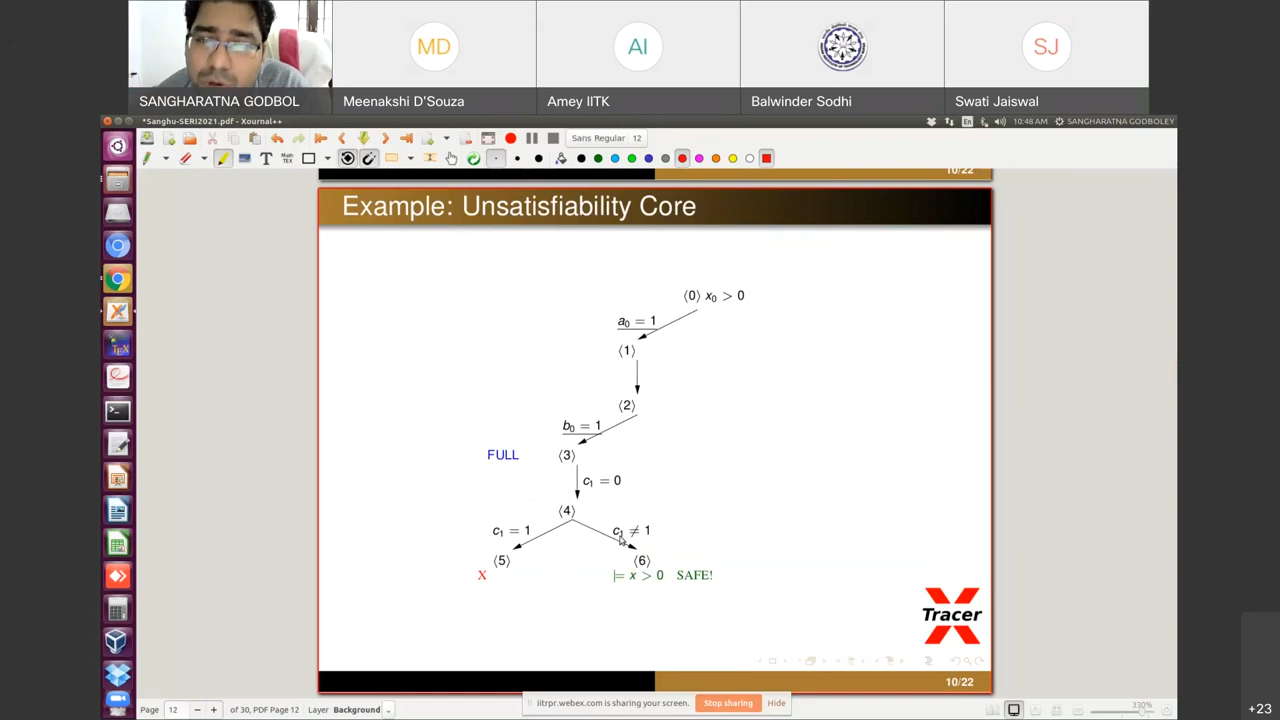 MD
AI
SJ
SANGHARATNA GODBOL
Meenakshi D'Souza
Amey IITK
Balwinder Sodhi
Swati Jaiswal
*Sanghu-SERI2021.pdf - Xournal++
En
10:48 AM
SANGHARATNA GODBOLEY
Sans Regular
12
10/22
Example: Unsatisfiability Core
⟨0⟩ x₀ > 0
a₀ = 1
⟨1⟩
⟨2⟩
b₀ = 1
FULL
⟨3⟩
c₁ = 0
⟨4⟩
c₁ = 1
c₁ ≠ 1
⟨5⟩
⟨6⟩
X
⊨ x > 0 SAFE!
Tracer
10/22
iitrpr.webex.com is sharing your screen.
Stop sharing
Hide
Page
12
of 30, PDF Page 12
Layer
Background
330%
+23